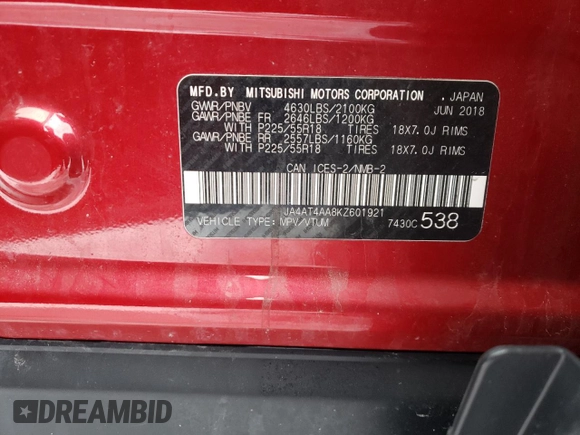 MFD.BY MITSUBISHI MOTORS CORPORATION , JAPAN
GVWR/PNBV 4630LBS/2100KG JUN 2018
GAWR/PNBE FR 2646LBS/1200KG
WITH P225/55R18 TIRES 18X7.0J RIMS
GAWR/PNBE RR 2557LBS/1160KG
WITH P225/55R18 TIRES 18X7.0J RIMS
CAN ICES-2/NMB-2
JA4AT4AA8KZ601921
VEHICLE TYPE:MPV/VTUM 7430C 538
DREAMBID